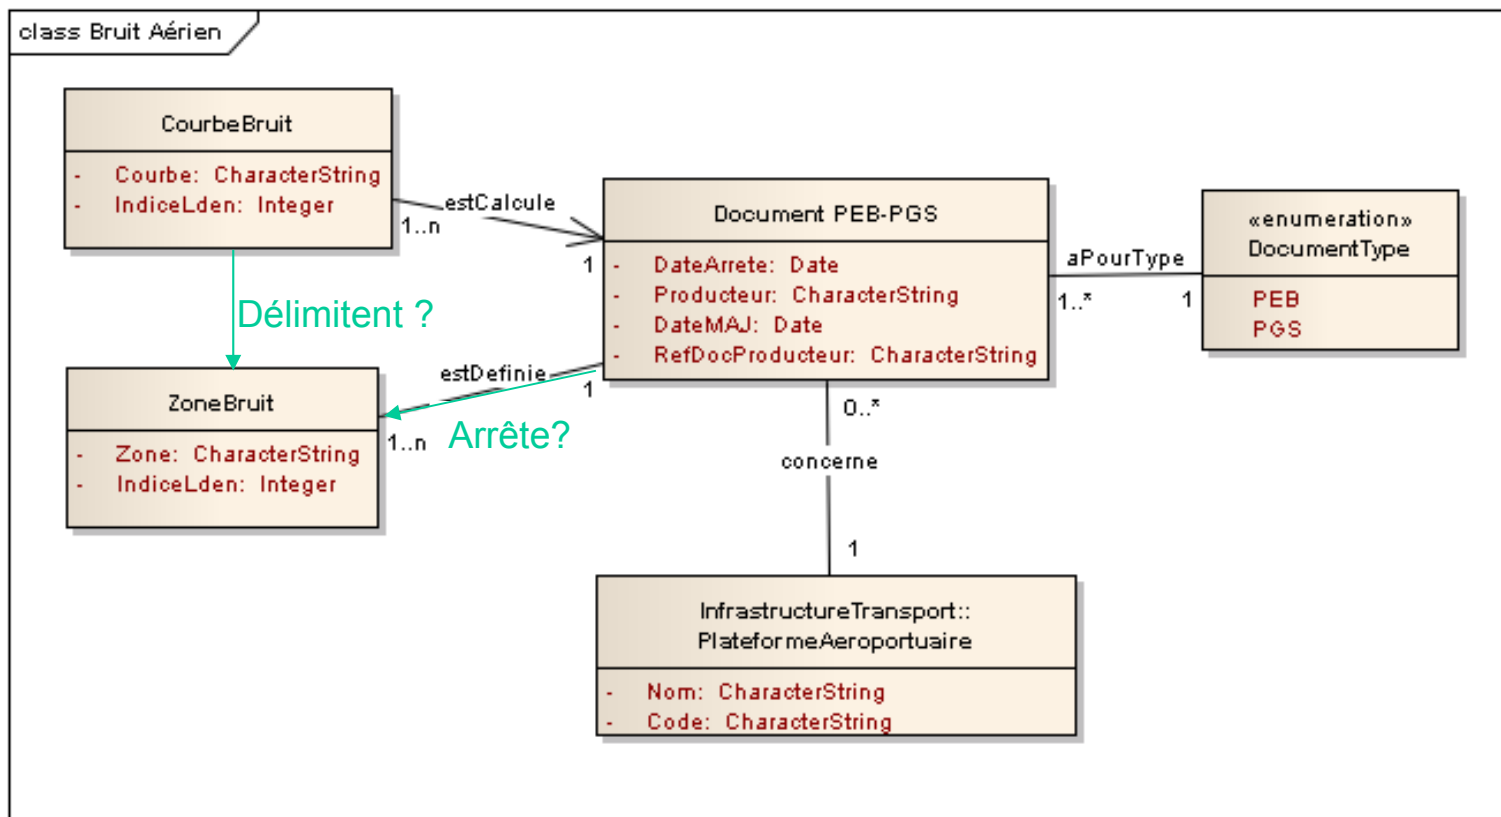 class Bruit Aérien
CourbeBruit
- Courbe: CharacterString
- IndiceLden: Integer
estCalcule
1..n
1
Document PEB-PGS
- DateArrete: Date
- Producteur: CharacterString
- DateMAJ: Date
- RefDocProducteur: CharacterString
aPourType
1..*
1
«enumeration»
DocumentType
PEB
PGS
Délimitent ?
estDefinie
1
1..n
Arrête?
ZoneBruit
- Zone: CharacterString
- IndiceLden: Integer
0..*
concerne
1
InfrastructureTransport::
PlateformeAeroportuaire
- Nom: CharacterString
- Code: CharacterString